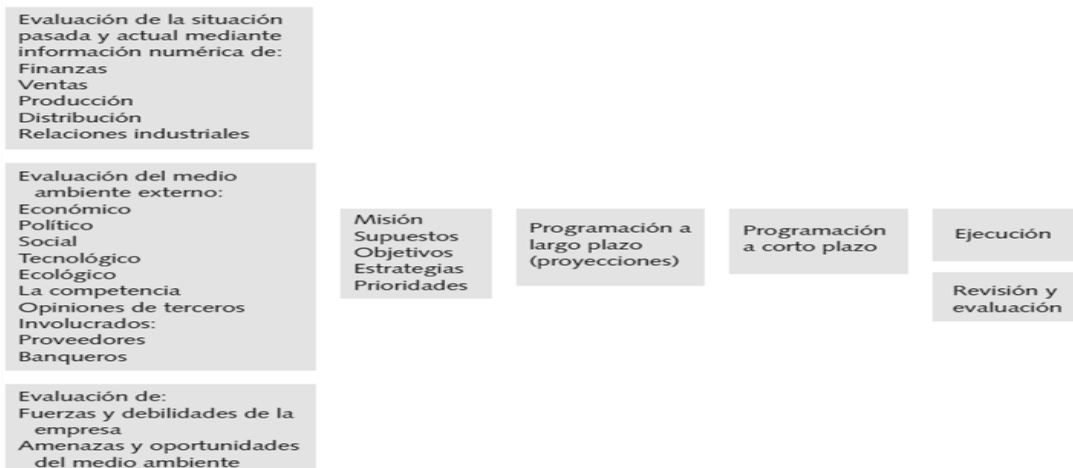 Evaluación de la situación
pasada y actual mediante
información numérica de:
Finanzas
Ventas
Producción
Distribución
Relaciones industriales
Evaluación del medio
ambiente externo:
Económico
Político
Social
Tecnológico
Ecológico
La competencia
Opiniones de terceros
Involucrados:
Proveedores
Banqueros
Evaluación de:
Fuerzas y debilidades de la
empresa
Amenazas y oportunidades
del medio ambiente
Misión
Supuestos
Objetivos
Estrategias
Prioridades
Programación a
largo plazo
(proyecciones)
Programación
a corto plazo
Ejecución
Revisión y
evaluación